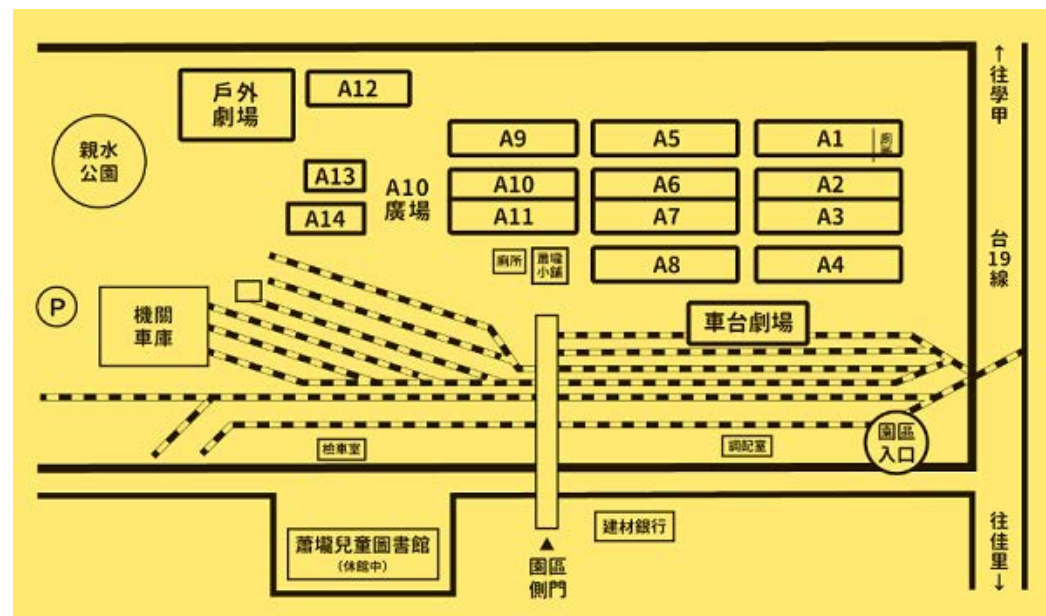 ↑往學甲
戶外
劇場
A12
親水
公園
A9
A5
A1
廁所
A13
A10
廣場
A10
A6
A2
A14
A11
A7
A3
台19線
廁所
蕭壠
小舖
A8
A4
P
機關
車庫
車台劇場
檢車室
調配室
園區
入口
蕭壠兒童圖書館
(休館中)
建材銀行
▲
園區
側門
往佳里↓